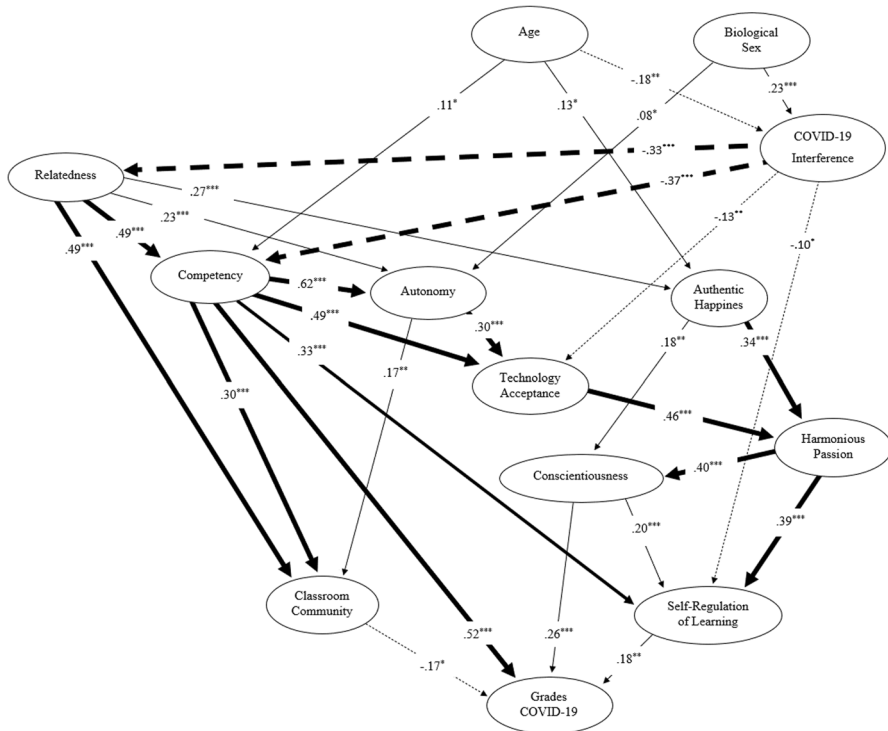 Age
Biological
Sex
-.18**
.23***
.11*
.13*
.08*
COVID-19
Interference
-.33***
Relatedness
.27***
-.37***
.23***
-.13**
.49***
.49***
-.10*
Competency
.62***
Autonomy
Authentic
Happines
.49***
.30***
.33***
.18**
.34***
.17**
Technology
Acceptance
.30***
.46***
Harmonious
Passion
Conscientiousness
.40***
.20***
.39***
Classroom
Community
Self-Regulation
of Learning
.52***
.26***
.18**
-.17*
Grades
COVID-19